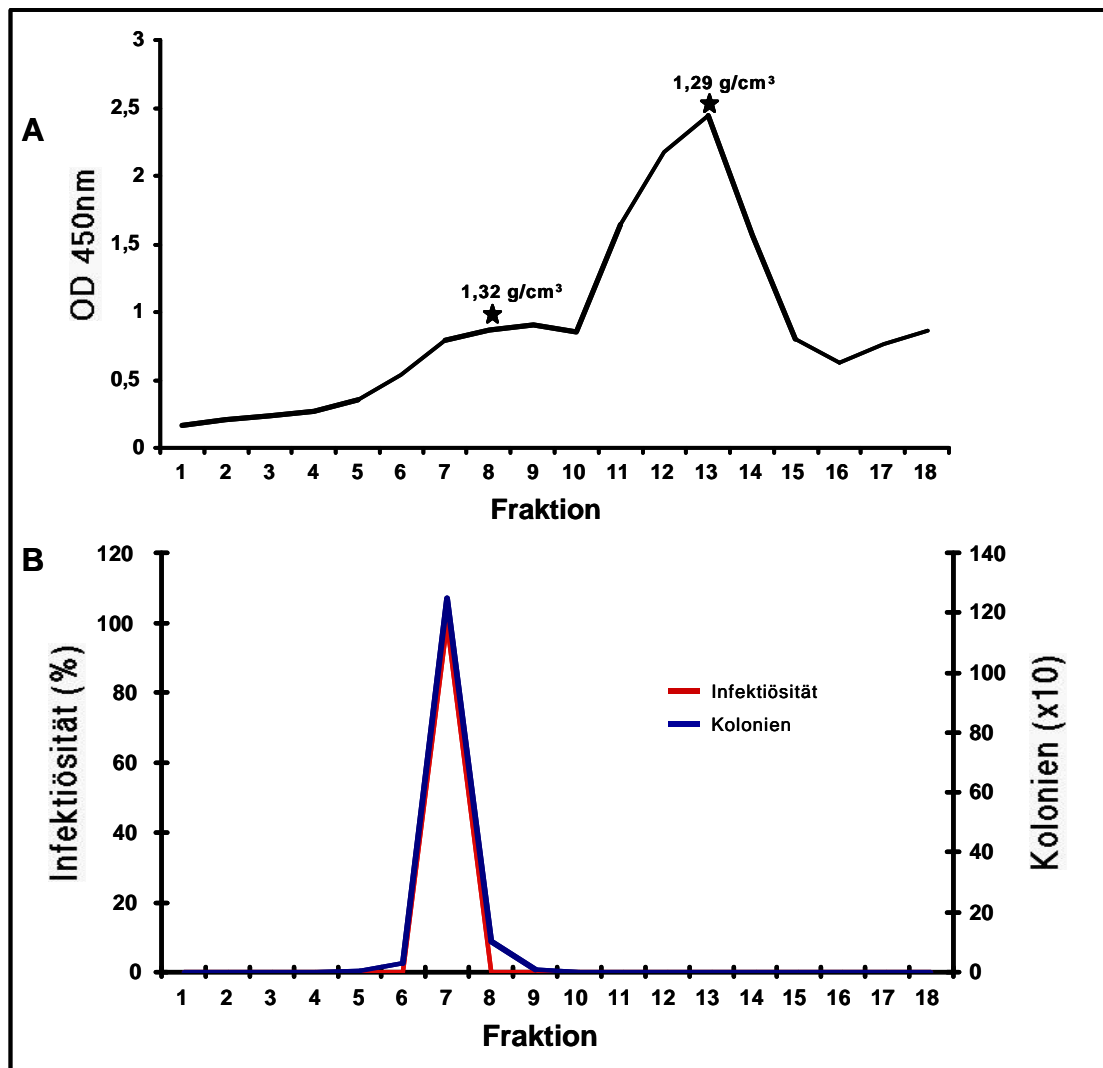 A
OD 450nm
3
2,5
2
1,5
1
0,5
0
1,32 g/cm³
1,29 g/cm³
1 2 3 4 5 6 7 8 9 10 11 12 13 14 15 16 17 18
Fraktion
B
Infektiösität (%)
120
100
80
60
40
20
0
Infektiösität
Kolonien
140
120
100
80
60
40
20
0
Kolonien (x10)
1 2 3 4 5 6 7 8 9 10 11 12 13 14 15 16 17 18
Fraktion